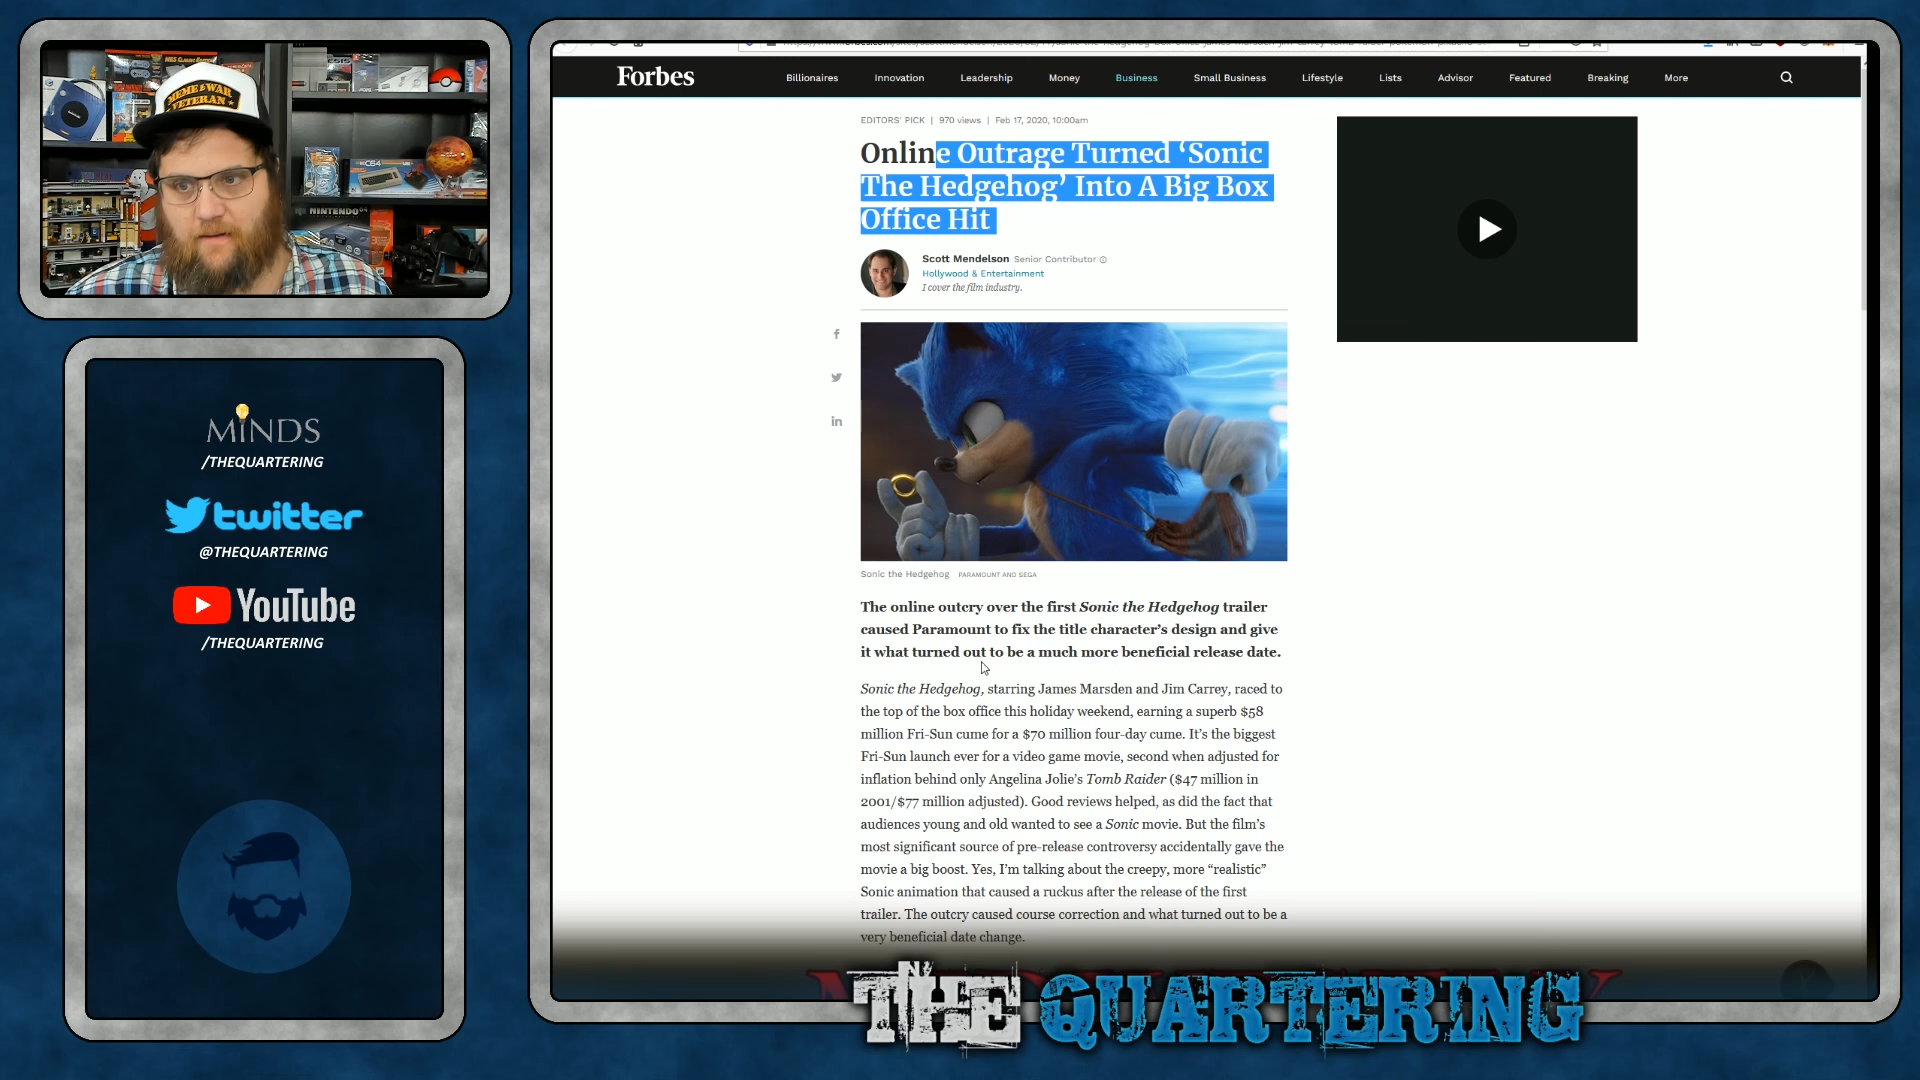 MEME WAR
VETERAN
NES CLASSIC EDITION
GENESIS
THEC64
NINTENDO 64
MINDS
/THEQUARTERING
twitter
@THEQUARTERING
YouTube
/THEQUARTERING
Forbes
Billionaires Innovation Leadership Money Business Small Business Lifestyle Lists Advisor Featured Breaking More
EDITORS' PICK | 970 views | Feb 17, 2020, 10:00am
Online Outrage Turned ‘Sonic
The Hedgehog’ Into A Big Box
Office Hit
Scott Mendelson Senior Contributor
Hollywood & Entertainment
I cover the film industry.
Sonic the Hedgehog PARAMOUNT AND SEGA
The online outcry over the first Sonic the Hedgehog trailer
caused Paramount to fix the title character’s design and give
it what turned out to be a much more beneficial release date.
Sonic the Hedgehog, starring James Marsden and Jim Carrey, raced to
the top of the box office this holiday weekend, earning a superb $58
million Fri-Sun cume for a $70 million four-day cume. It’s the biggest
Fri-Sun launch ever for a video game movie, second when adjusted for
inflation behind only Angelina Jolie’s Tomb Raider ($47 million in
2001/$77 million adjusted). Good reviews helped, as did the fact that
audiences young and old wanted to see a Sonic movie. But the film’s
most significant source of pre-release controversy accidentally gave the
movie a big boost. Yes, I’m talking about the creepy, more “realistic”
Sonic animation that caused a ruckus after the release of the first
trailer. The outcry caused course correction and what turned out to be a
very beneficial date change.
THE QUARTERING